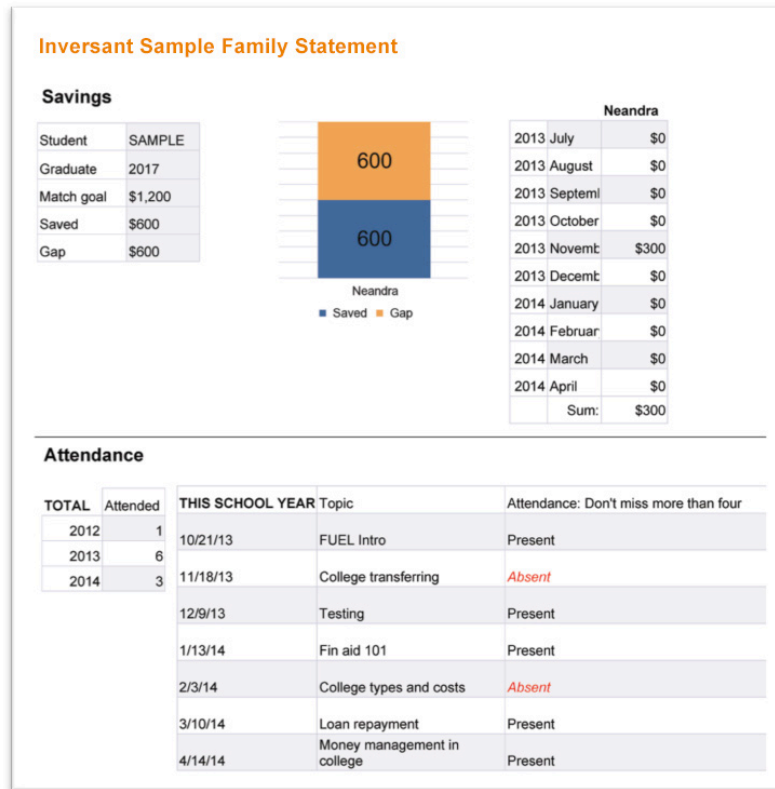 Inversant Sample Family Statement
Savings
Student SAMPLE
Graduate 2017
Match goal $1,200
Saved $600
Gap $600
600
600
Neandra
Saved Gap
Neandra
2013 July $0
2013 August $0
2013 Septeml $0
2013 October $0
2013 Novemb $300
2013 Decemb $0
2014 January $0
2014 Februar $0
2014 March $0
2014 April $0
Sum: $300
Attendance
TOTAL Attended
2012 1
2013 6
2014 3
THIS SCHOOL YEAR Topic Attendance: Don't miss more than four
10/21/13 FUEL Intro Present
11/18/13 College transferring Absent
12/9/13 Testing Present
1/13/14 Fin aid 101 Present
2/3/14 College types and costs Absent
3/10/14 Loan repayment Present
4/14/14 Money management in
college Present